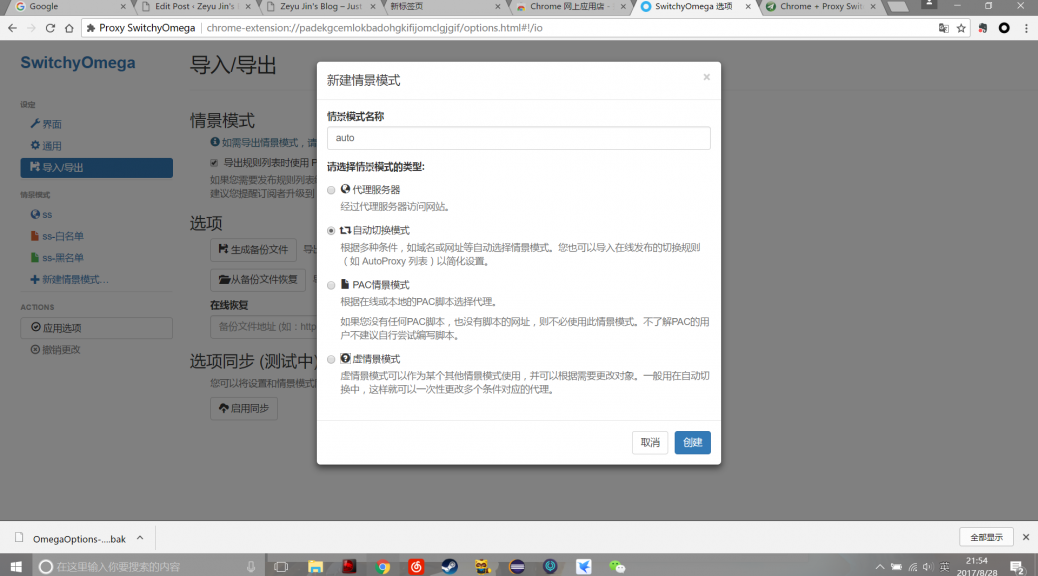 Google
Edit Post ‹ Zeyu Jin's
Zeyu Jin's Blog – Just
新标签页
Chrome 网上应用店 -
SwitchyOmega 选项
Chrome + Proxy Swit
Proxy SwitchyOmega
chrome-extension://padekgcemlokbadohgkifijomclgjgif/options.html#!/io
SwitchyOmega
设定
界面
通用
导入/导出
情景模式
ss
ss-白名单
ss-黑名单
新建情景模式…
ACTIONS
应用选项
撤销更改
导入/导出
情景模式
如需导出情景模式，请
导出规则列表时使用 P
如果您需要发布规则列表
建议您提醒订阅者升级到
选项
生成备份文件
导
从备份文件恢复
在线恢复
备份文件地址 (如：http
选项同步 (测试中)
您可以将设置和情景模式
启用同步
新建情景模式
×
情景模式名称
auto
请选择情景模式的类型:
代理服务器
经过代理服务器访问网站。
自动切换模式
根据多种条件，如域名或网址等自动选择情景模式。您也可以导入在线发布的切换规则
（如 AutoProxy 列表）以简化设置。
PAC情景模式
根据在线或本地的PAC脚本选择代理。
如果您没有任何PAC脚本，也没有脚本的网址，则不必使用此情景模式。不了解PAC的用
户不建议自行尝试编写脚本。
虚情景模式
虚情景模式可以作为某个其他情景模式使用，并可以根据需要更改对象。一般用在自动切
换中，这样就可以一次性更改多个条件对应的代理。
取消
创建
OmegaOptions-....bak
全部显示
在这里输入你要搜索的内容
英
21:54
2017/8/28
2